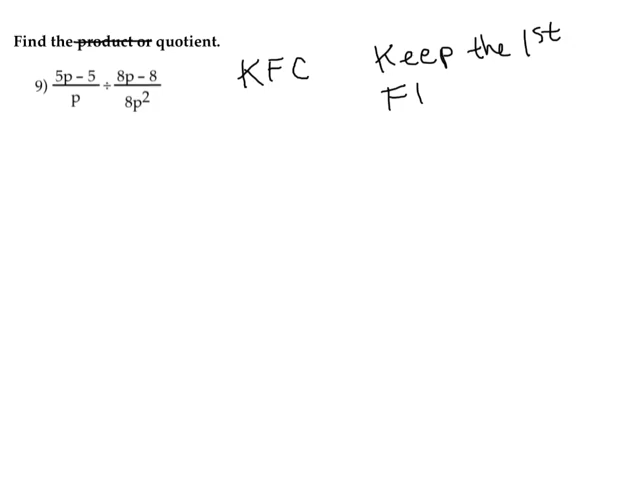 Find the product or quotient.
9) 5p - 5 / p ÷ 8p - 8 / 8p²
KFC
Keep the 1st
Fl